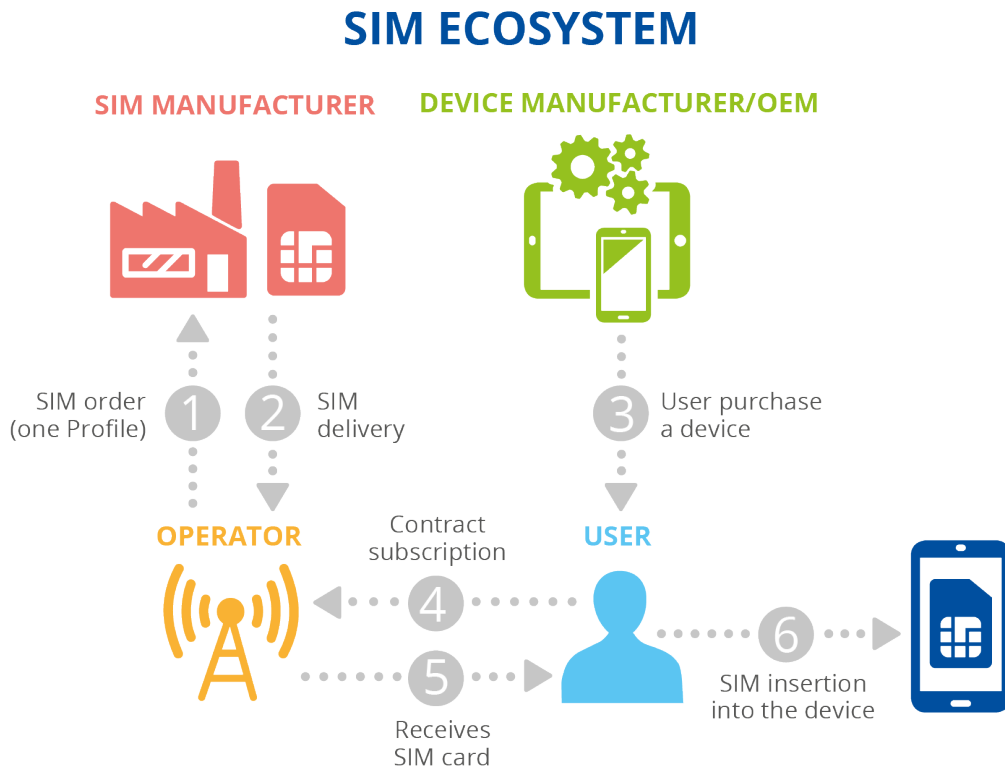 SIM ECOSYSTEM
SIM MANUFACTURER
DEVICE MANUFACTURER/OEM
SIM order
(one Profile)
1
2
SIM
delivery
3
User purchase
a device
OPERATOR
Contract
subscription
USER
4
5
Receives
SIM card
6
SIM insertion
into the device